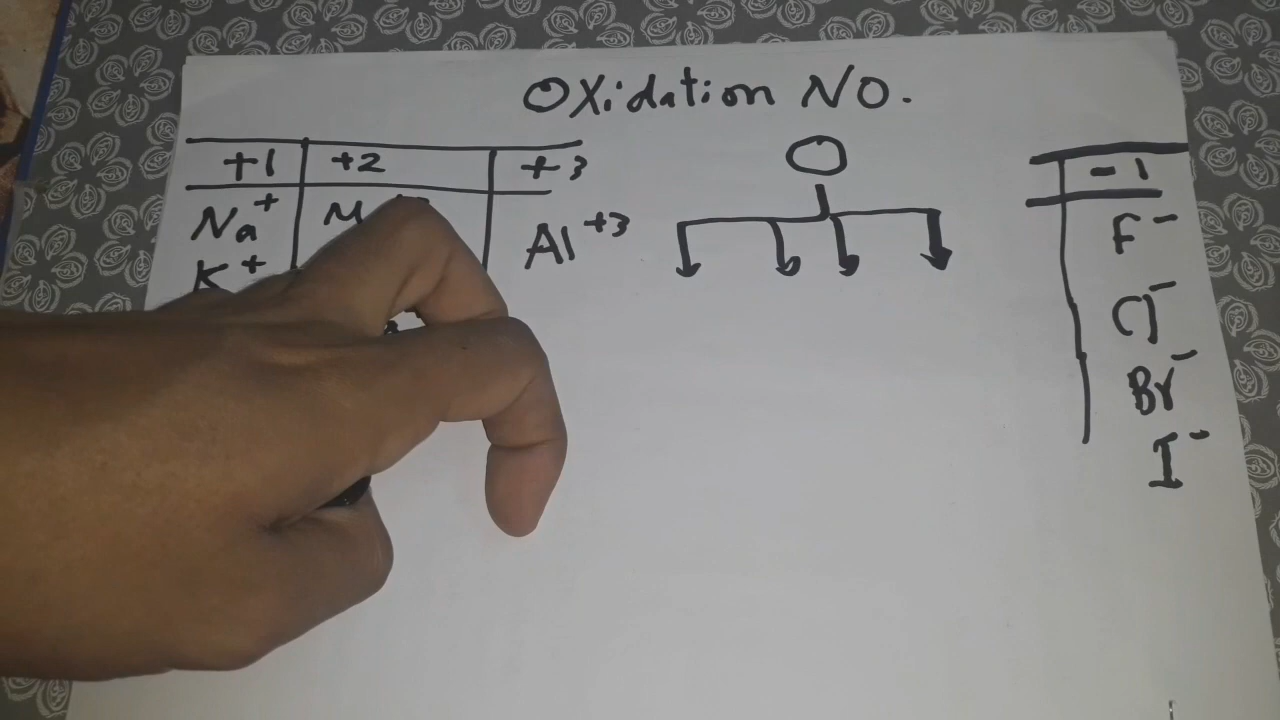 Oxidation NO.
+1 +2 +3 O -1
Na+ Al+3 F-
K+ Cl-
Br-
I-